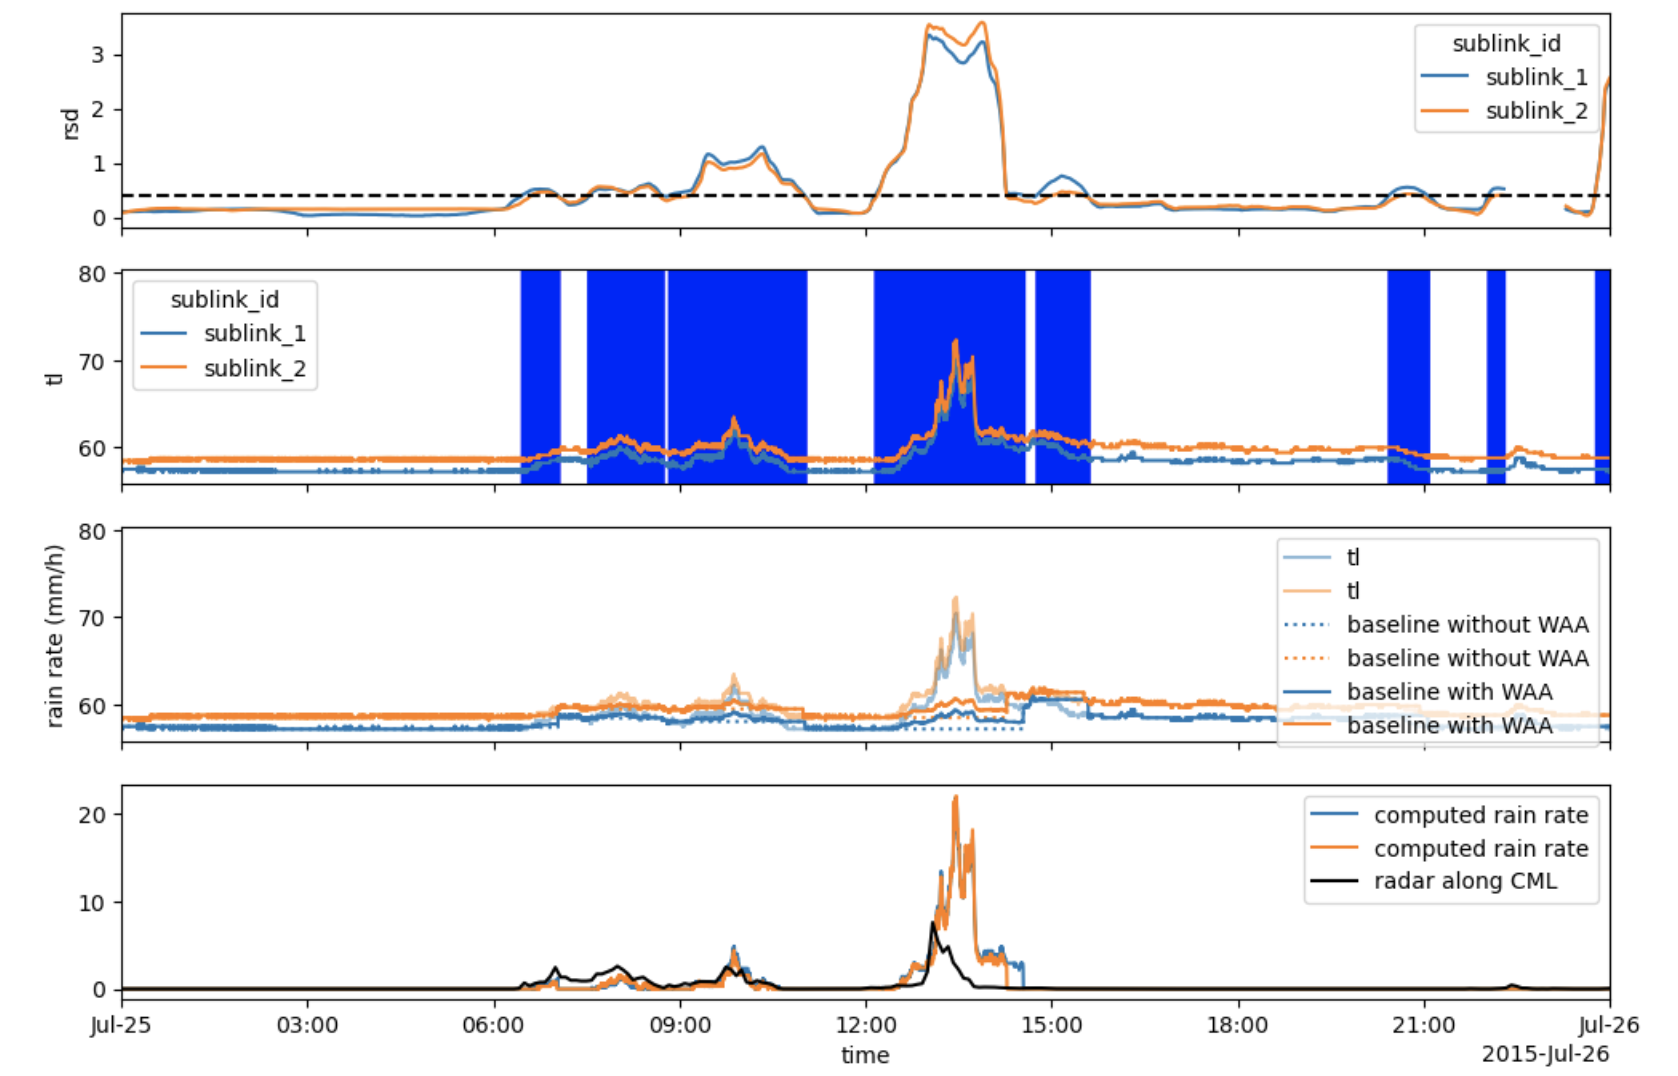 3
2
1
0
rsd
sublink_id
sublink_1
sublink_2
80
70
60
tl
sublink_id
sublink_1
sublink_2
80
70
60
rain rate (mm/h)
tl
tl
baseline without WAA
baseline without WAA
baseline with WAA
baseline with WAA
20
10
0
computed rain rate
computed rain rate
radar along CML
Jul-25 03:00 06:00 09:00 12:00 15:00 18:00 21:00 Jul-26
time
2015-Jul-26